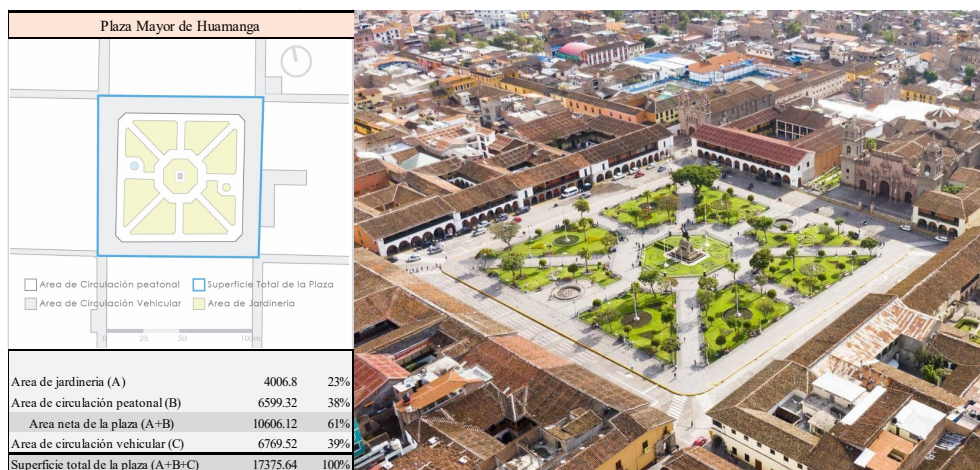 Plaza Mayor de Huamanga
Area de Circulación peatonal
Superficie Total de la Plaza
Area de Circulación Vehicular
Area de Jardineria
0 25 50 100m
Area de jardineria (A) 4006.8 23%
Area de circulación peatonal (B) 6599.32 38%
Area neta de la plaza (A+B) 10606.12 61%
Area de circulación vehicular (C) 6769.52 39%
Superficie total de la plaza (A+B+C) 17375.64 100%